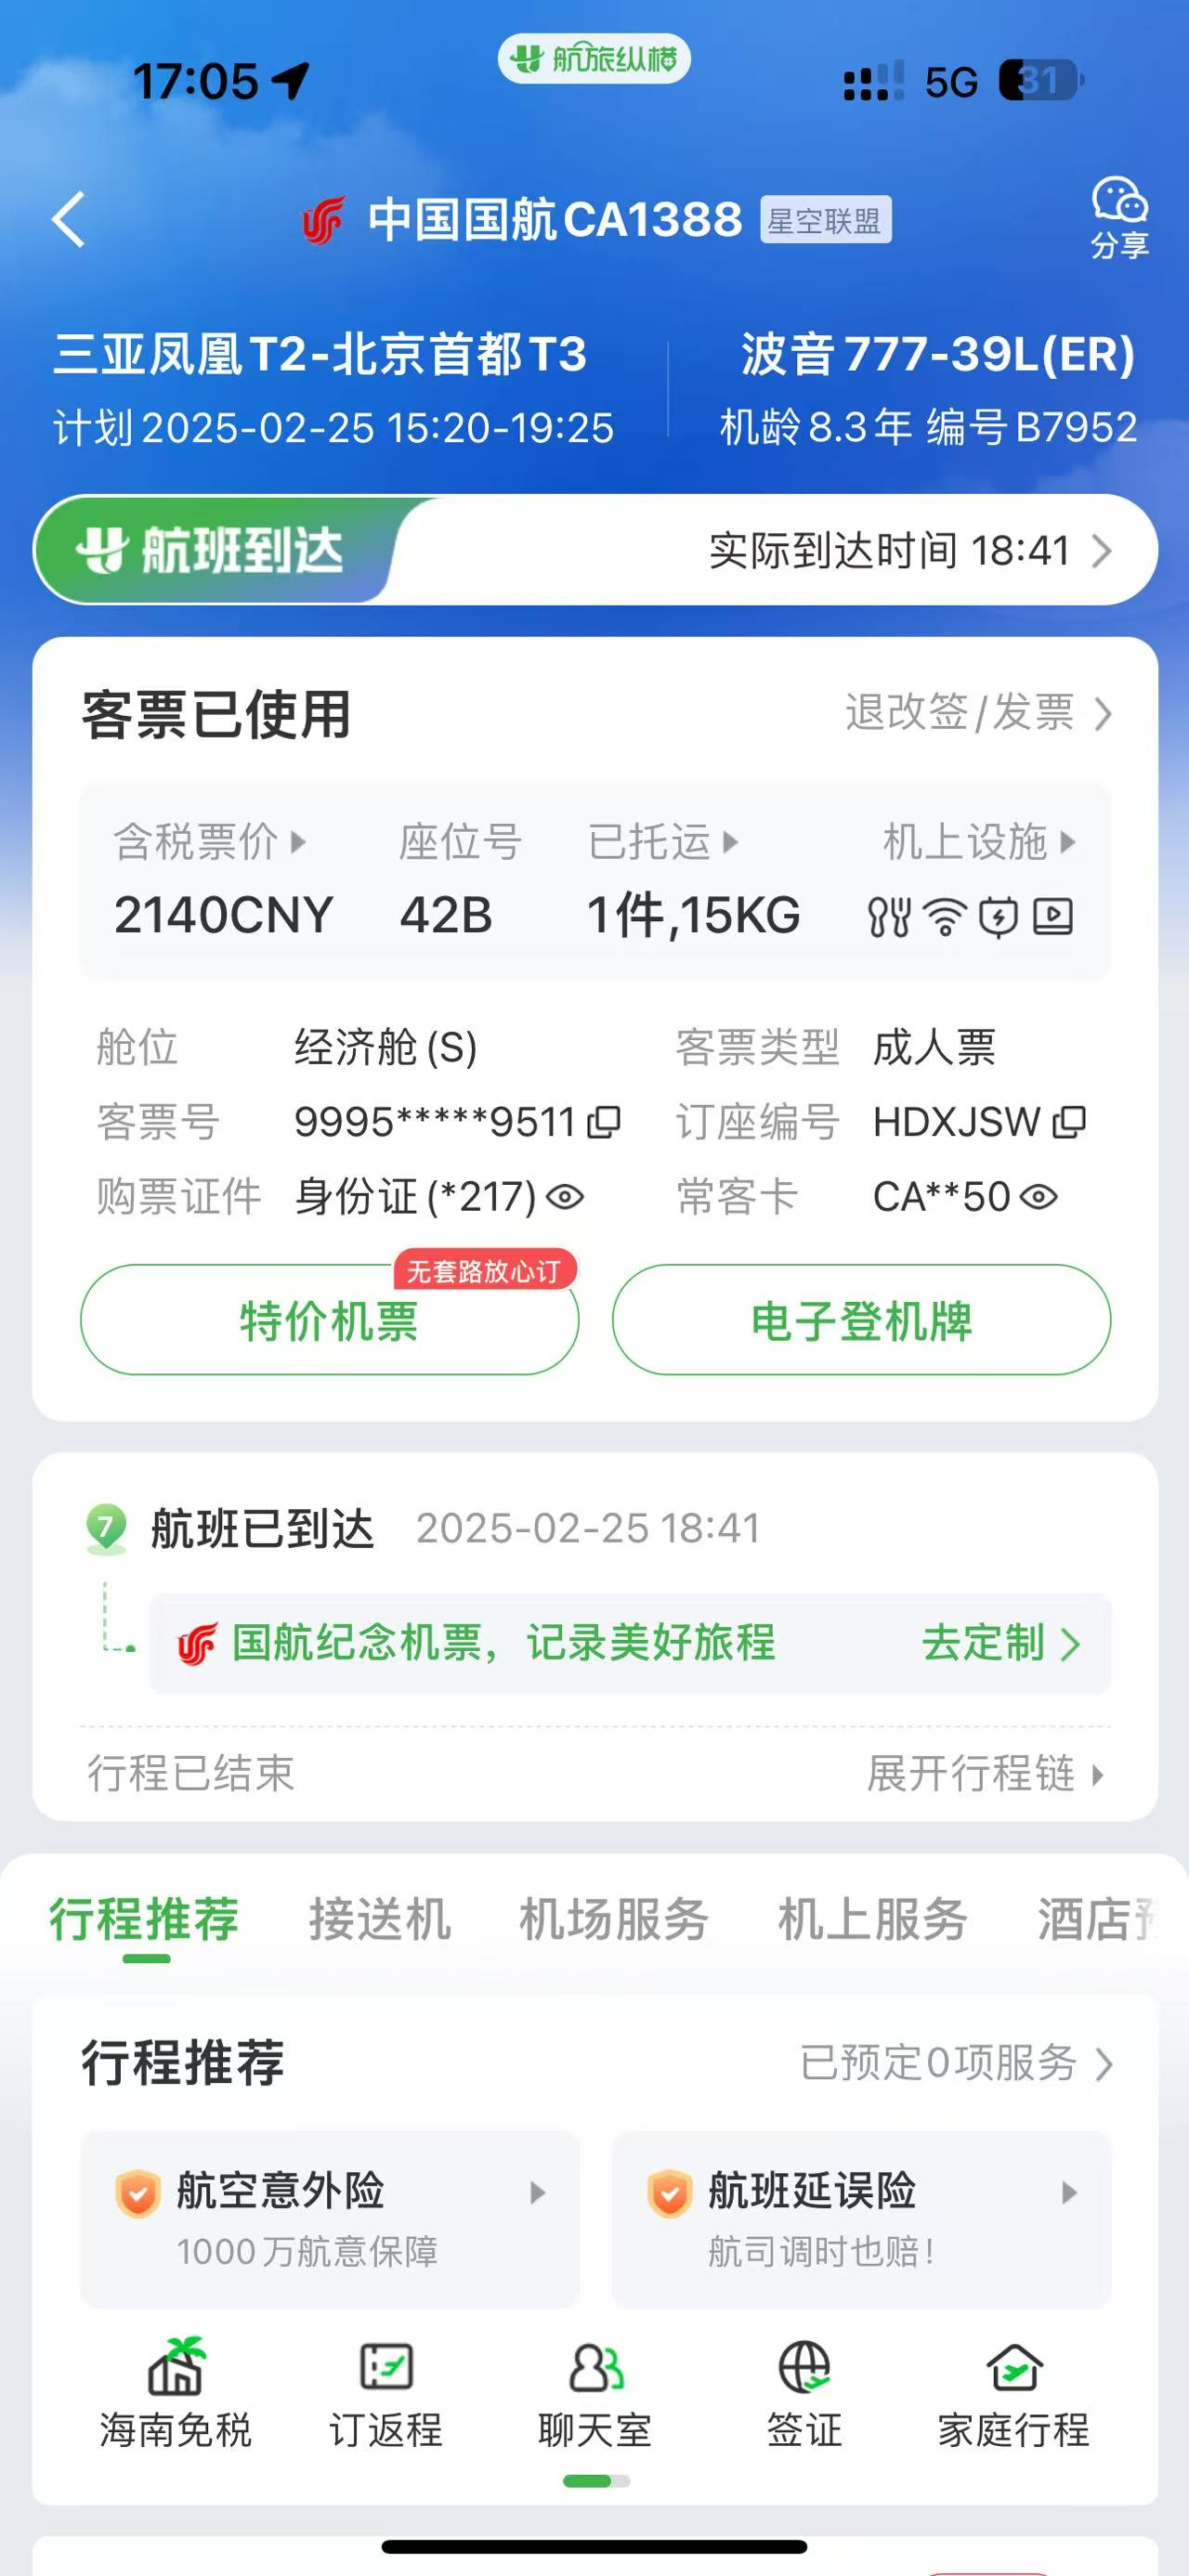 航旅纵横
17:05
5G
31
中国国航CA1388
星空联盟
分享
三亚凤凰T2-北京首都T3
波音777-39L(ER)
计划2025-02-25 15:20-19:25
机龄8.3年 编号B7952
航班到达
实际到达时间 18:41
客票已使用
退改签/发票
含税票价
座位号
已托运
机上设施
2140CNY
42B
1件,15KG
舱位
经济舱(S)
客票类型
成人票
客票号
9995*****9511
订座编号
HDXJSW
购票证件
身份证(*217)
常客卡
CA**50
无套路放心订
特价机票
电子登机牌
7
航班已到达
2025-02-25 18:41
国航纪念机票，记录美好旅程
去定制
行程已结束
展开行程链
行程推荐
接送机
机场服务
机上服务
酒店预
行程推荐
已预定0项服务
航空意外险
1000万航意保障
航班延误险
航司调时也赔！
海南免税
订返程
聊天室
签证
家庭行程